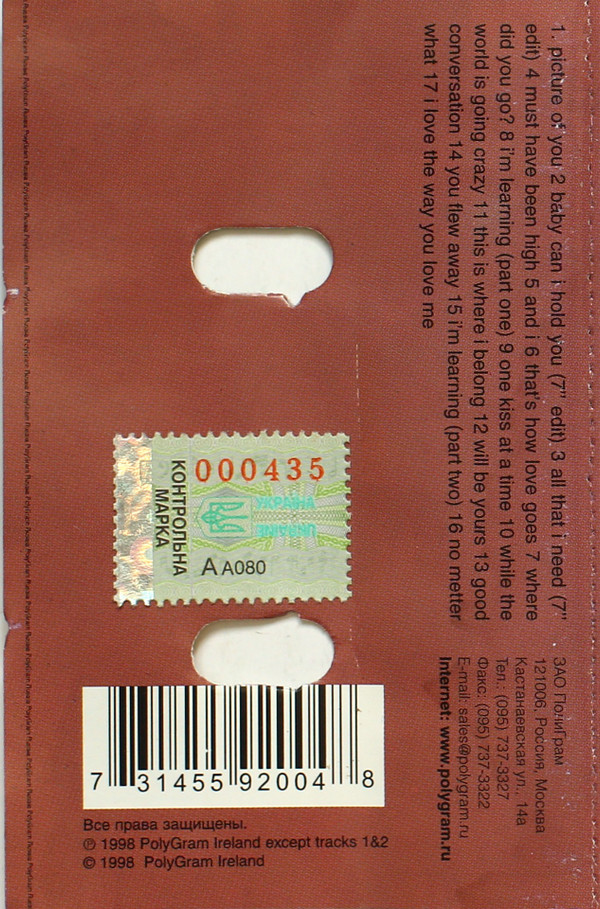 1. picture of you 2 baby can i hold you (7" edit) 3 all that i need (7"
edit) 4 must have been high 5 and i 6 that's how love goes 7 where
did you go? 8 i'm learning (part one) 9 one kiss at a time 10 while the
world is going crazy 11 this is where i belong 12 will be yours 13 good
conversation 14 you flew away 15 i'm learning (part two) 16 no metter
what 17 i love the way you love me
ЗАО ПолиГрам
121006, Россия, Москва
Кастанаевская ул., 14а
Тел.: (095) 737-3327
Факс: (095) 737-3322
E-mail: sales@polygram.ru
Internet: www.polygram.ru
000435
УКРАЇНА
UKRAINE
А А080
КОНТРОЛЬНА
МАРКА
7 31455 92004 8
Все права защищены.
℗ 1998 PolyGram Ireland except tracks 1&2
© 1998 PolyGram Ireland